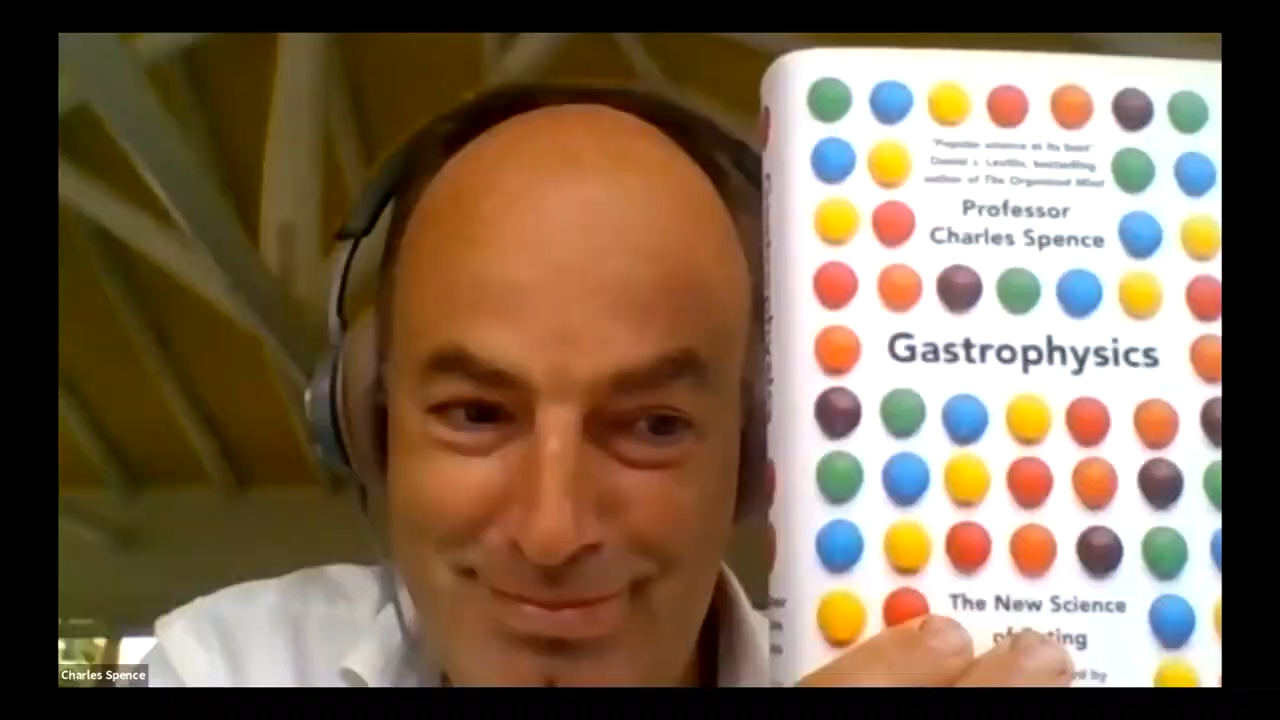 'Popular science at its best'
Daniel J. Levitin, bestselling
author of The Organized Mind
Professor
Charles Spence
Gastrophysics
The New Science
of
by
Charles Spence